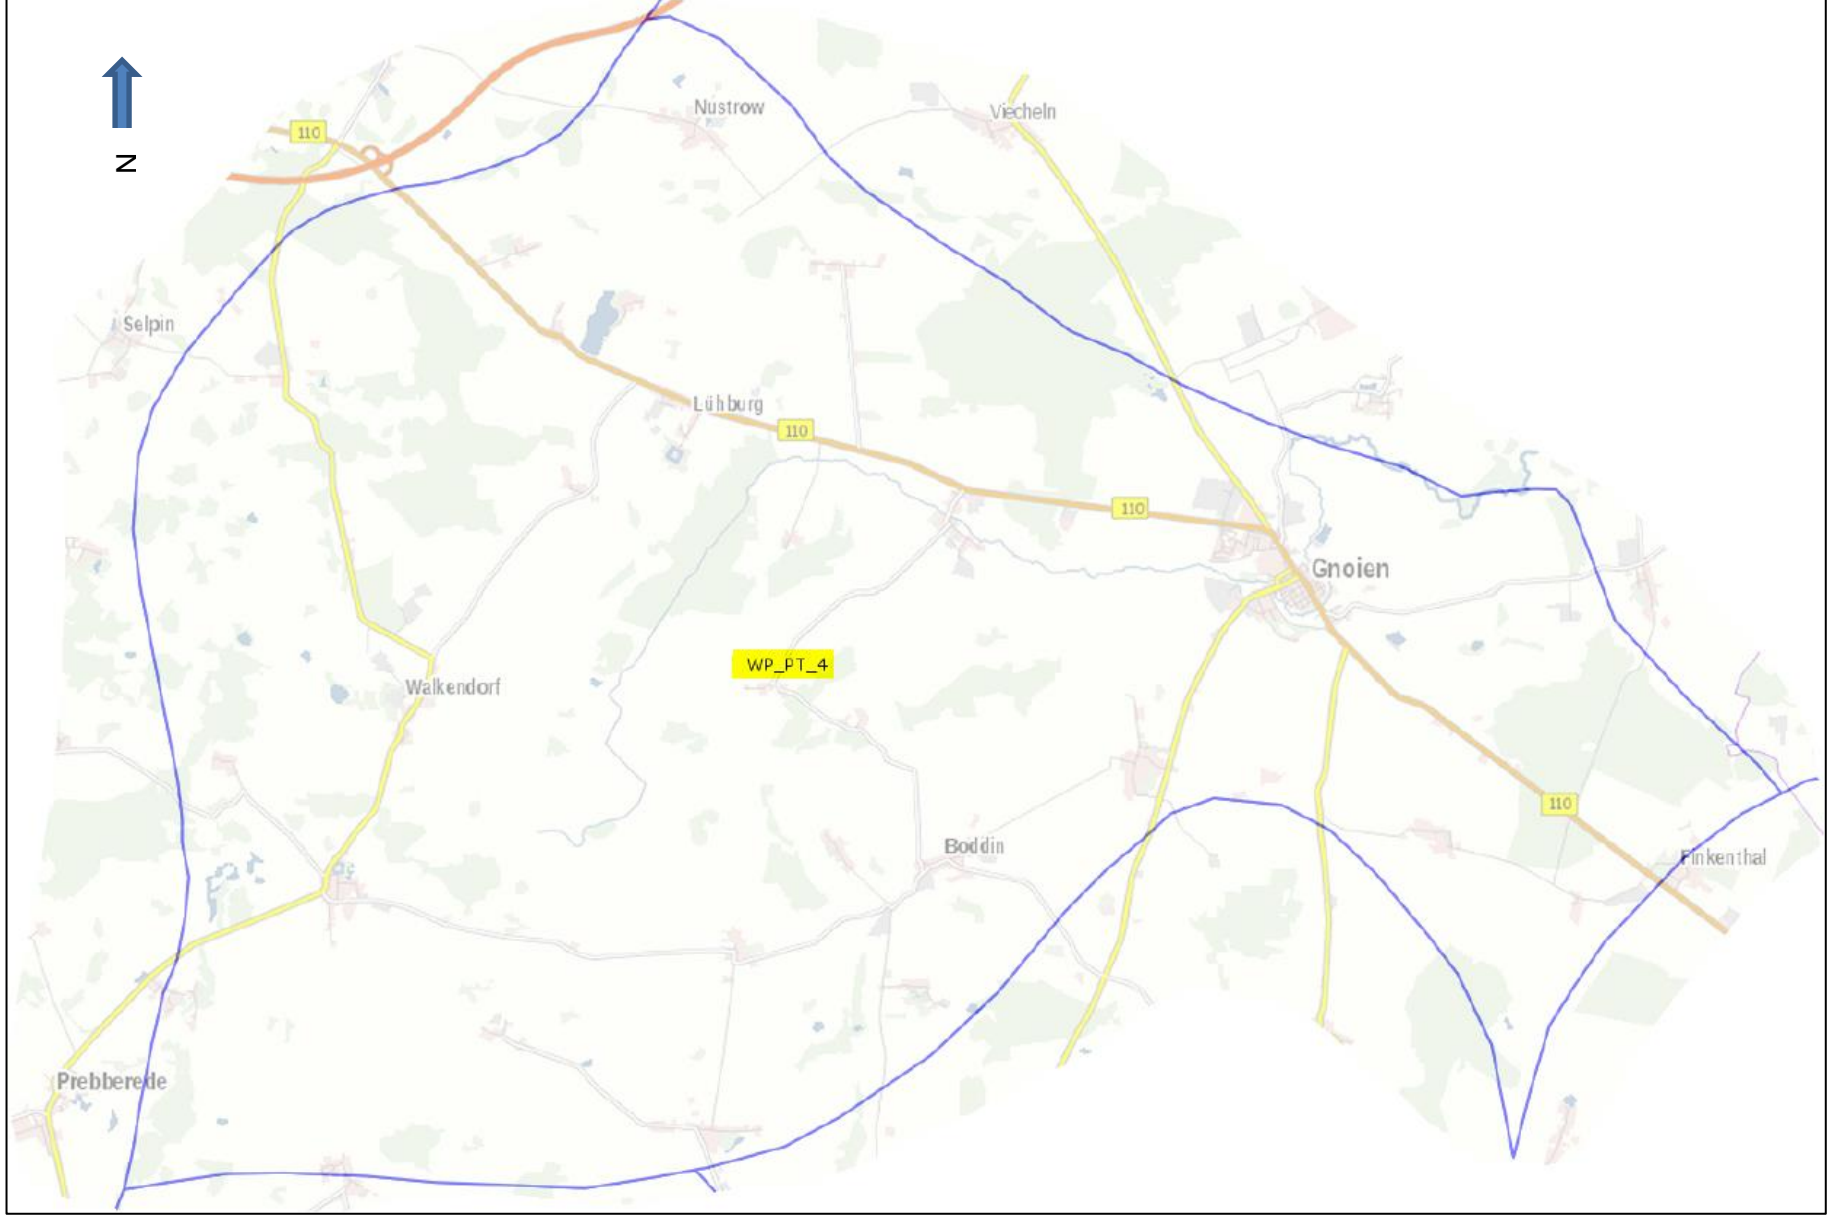 Nustrow
Viecheln
110
N
Selpin
Lühburg
110
110
Gnoien
WP_PT_4
Walkendorf
110
Boddin
Finkenthal
Prebberede